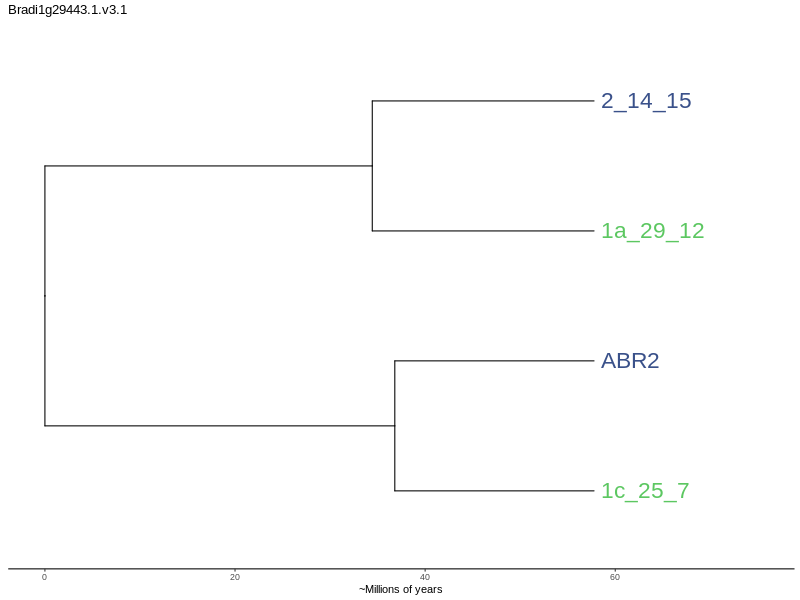 Bradi1g29443.1.v3.1
2_14_15
1a_29_12
ABR2
1c_25_7
0 20 40 60
~Millions of years